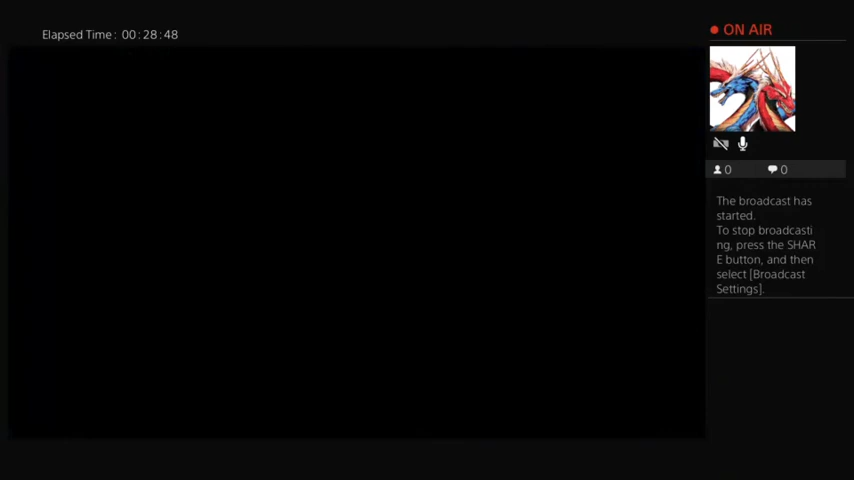 Elapsed Time: 00:28:48
ON AIR
0 0
The broadcast has
started.
To stop broadcasti
ng, press the SHAR
E button, and then
select [Broadcast
Settings].